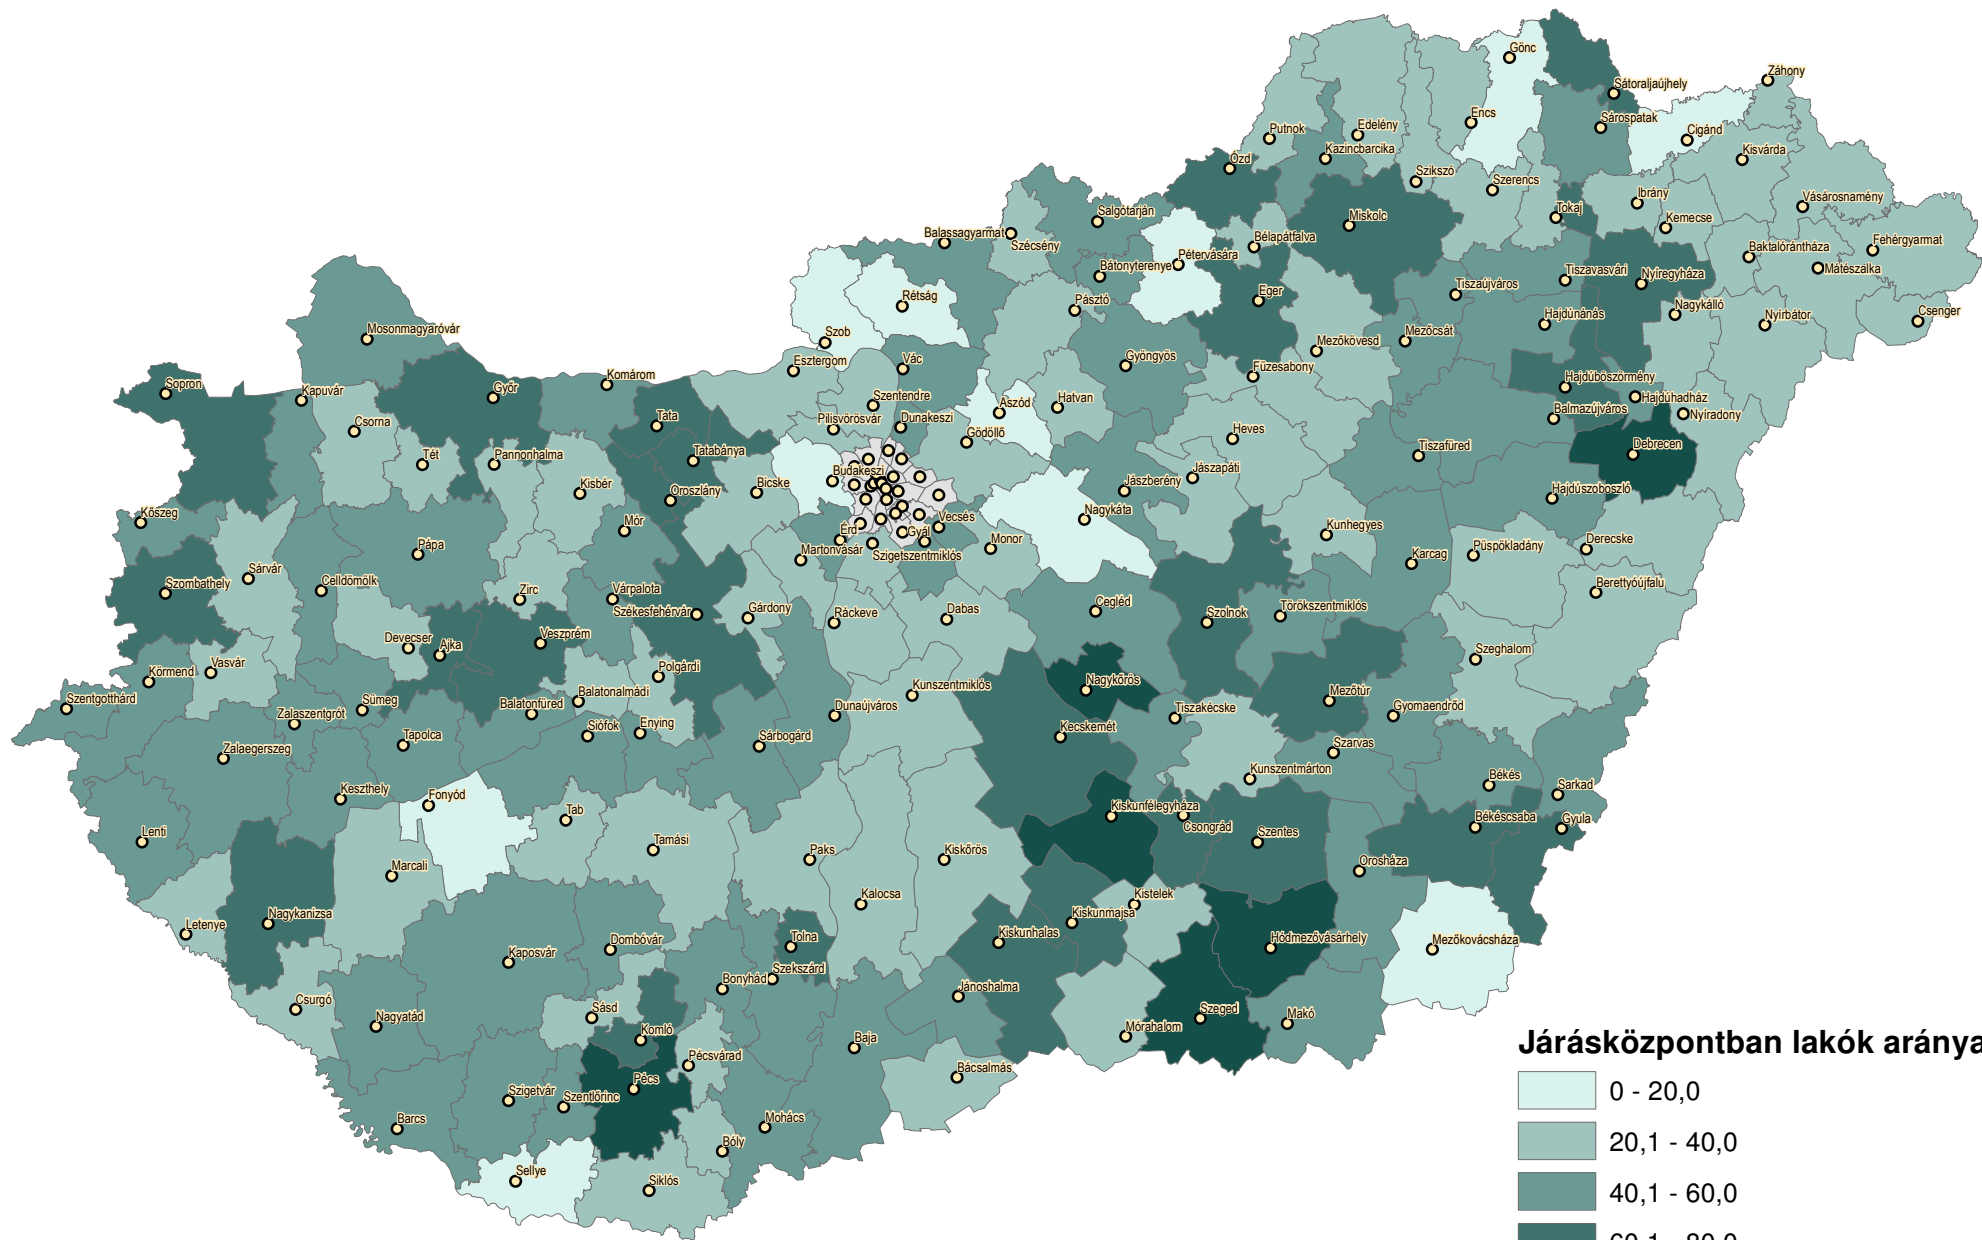 Gönc
Záhony
Sátoraljaújhely
Encs
Sárospatak
Putnok
Edelény
Cigánd
Kazincbarcika
Kisvárda
Ózd
Szikszó
Szerencs
Ibrány
Vásárosnamény
Tokaj
Salgótarján
Miskolc
Kemecse
Balassagyarmat
Szécsény
Bélapátfalva
Baktalórántháza
Fehérgyarmat
Pétervására
Bátonyterenye
Mátészalka
Tiszavasvári
Nyíregyháza
Tiszaújváros
Rétság
Eger
Pásztó
Nagykálló
Hajdúnánás
Nyírbátor
Csenger
Mosonmagyaróvár
Szob
Mezőcsát
Mezőkövesd
Esztergom
Vác
Gyöngyös
Füzesabony
Komárom
Hajdúböszörmény
Sopron
Kapuvár
Győr
Szentendre
Aszód
Hatvan
Hajdúhadház
Tata
Pilisvörösvár
Dunakeszi
Balmazújváros
Nyíradony
Csorna
Gödöllő
Heves
Debrecen
Tiszafüred
Tatabánya
Tét
Pannonhalma
Budakeszi
Jászapáti
Kisbér
Bicske
Jászberény
Oroszlány
Hajdúszoboszló
Kőszeg
Mór
Vecsés
Nagykáta
Érd
Gyál
Kunhegyes
Monor
Pápa
Martonvásár
Szigetszentmiklós
Karcag
Püspökladány
Derecske
Sárvár
Szombathely
Celldömölk
Zirc
Várpalota
Berettyóújfalu
Székesfehérvár
Gárdony
Ráckeve
Dabas
Cegléd
Szolnok
Törökszentmiklós
Devecser
Ajka
Veszprém
Szeghalom
Körmend
Vasvár
Polgárdi
Szentgotthárd
Kunszentmiklós
Nagykőrös
Balatonalmádi
Sümeg
Balatonfüred
Mezőtúr
Zalaszentgrót
Dunaújváros
Tiszakécske
Gyomaendrőd
Tapolca
Siófok
Enying
Kecskemét
Zalaegerszeg
Sárbogárd
Szarvas
Kunszentmárton
Békés
Keszthely
Fonyód
Sarkad
Kiskunfélegyháza
Tab
Csongrád
Békéscsaba
Gyula
Lenti
Szentes
Tamási
Paks
Kiskőrös
Orosháza
Marcali
Kalocsa
Kistelek
Nagykanizsa
Kiskunmajsa
Letenye
Kiskunhalas
Tolna
Hódmezővásárhely
Mezőkovácsháza
Dombóvár
Kaposvár
Bonyhád
Szekszárd
Jánoshalma
Csurgó
Sásd
Szeged
Makó
Nagyatád
Komló
Mórahalom
Baja
Pécsvárad
Bácsalmás
Pécs
Szigetvár
Szentlőrinc
Barcs
Mohács
Bóly
Sellye
Siklós
Járásközpontban lakók aránya
0 - 20,0
20,1 - 40,0
40,1 - 60,0
60,1 - 80,0